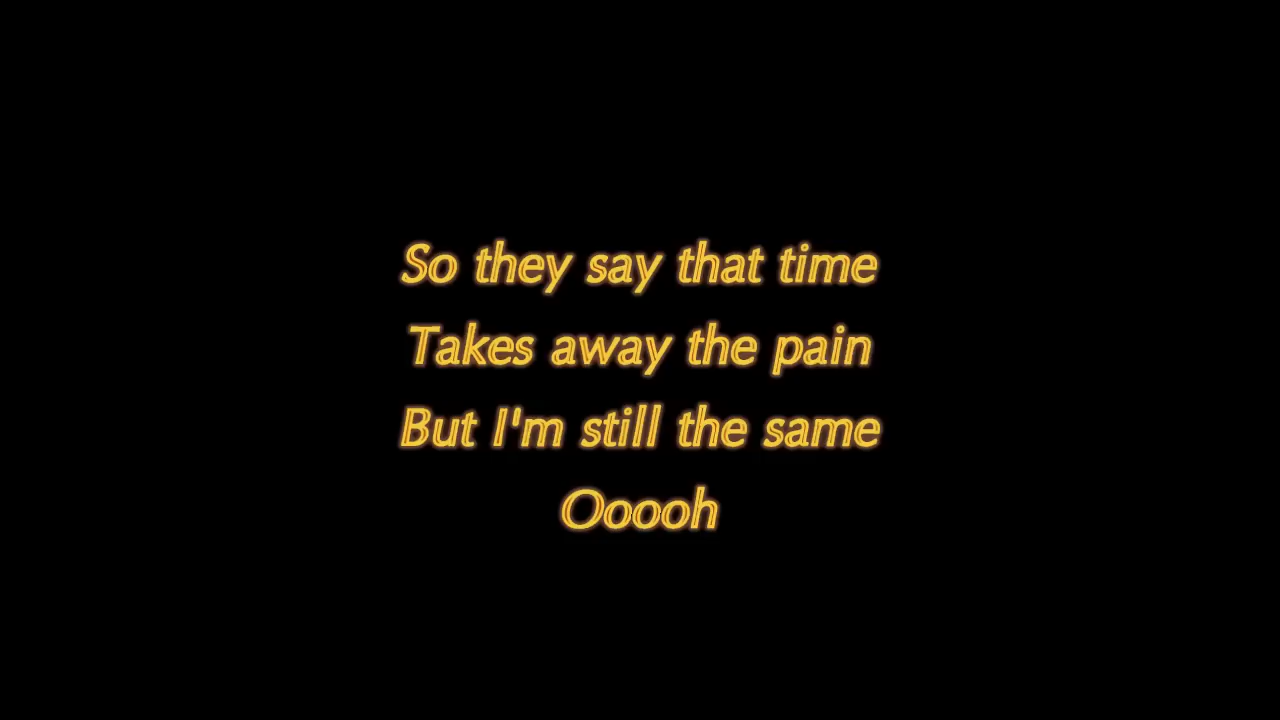 So they say that time
Takes away the pain
But I'm still the same
Ooooh